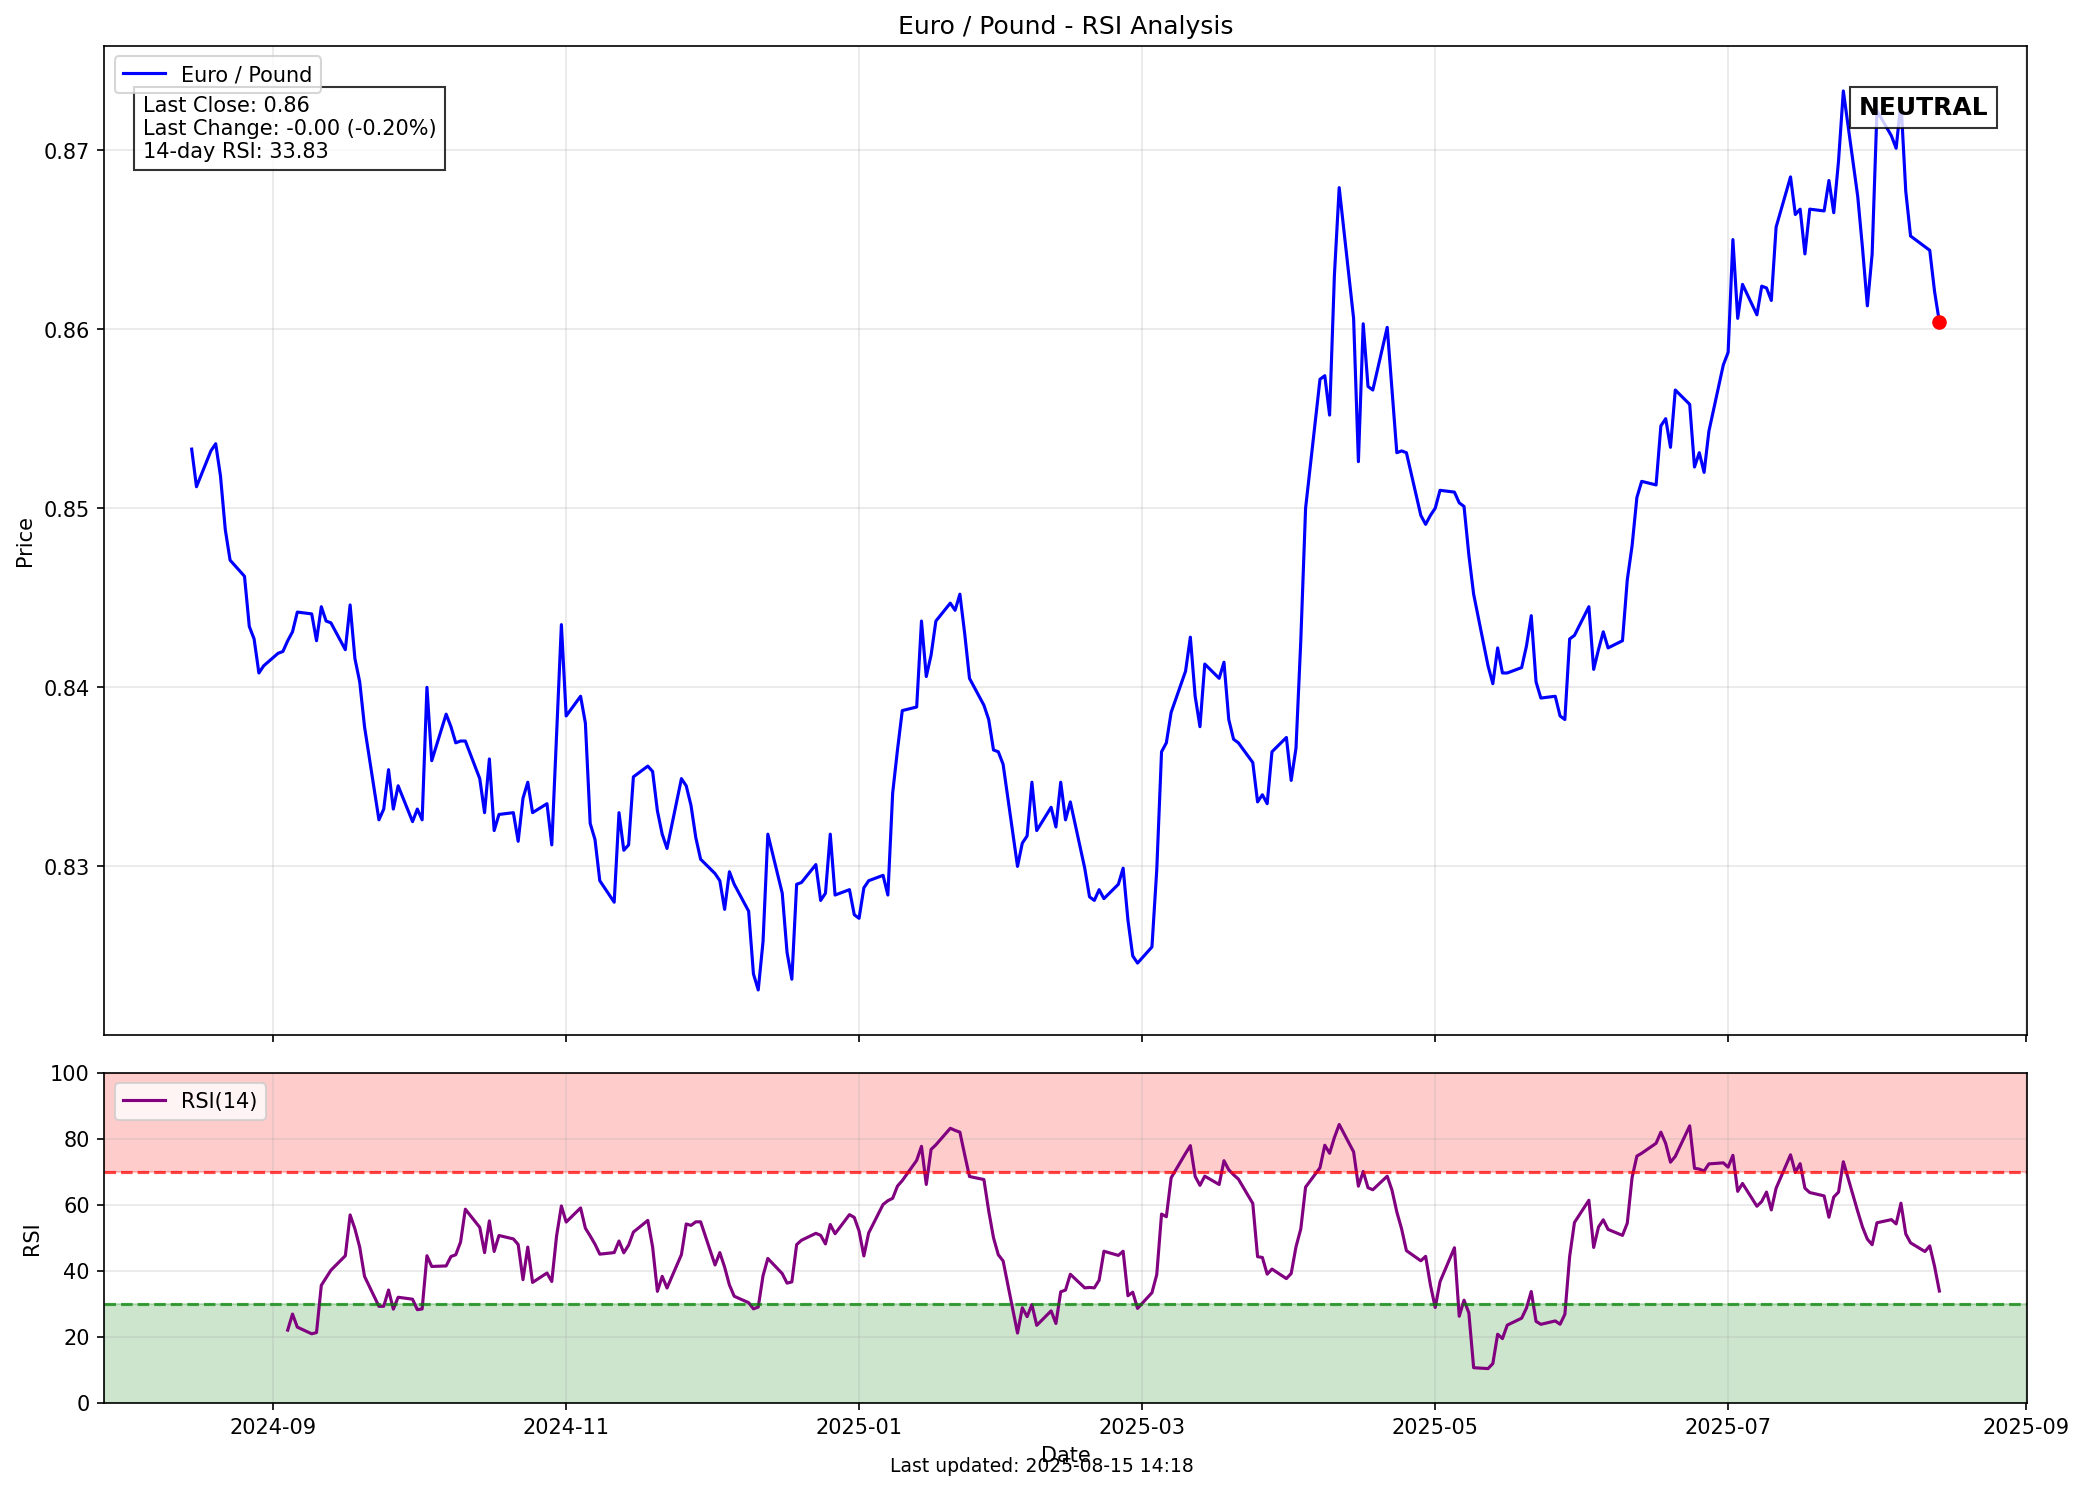 Euro / Pound - RSI Analysis
Euro / Pound
Last Close: 0.86
Last Change: -0.00 (-0.20%)
14-day RSI: 33.83
NEUTRAL
Price
0.87
0.86
0.85
0.84
0.83
RSI(14)
RSI
100
80
60
40
20
0
2024-09
2024-11
2025-01
2025-03
2025-05
2025-07
2025-09
Date
Last updated: 2025-08-15 14:18